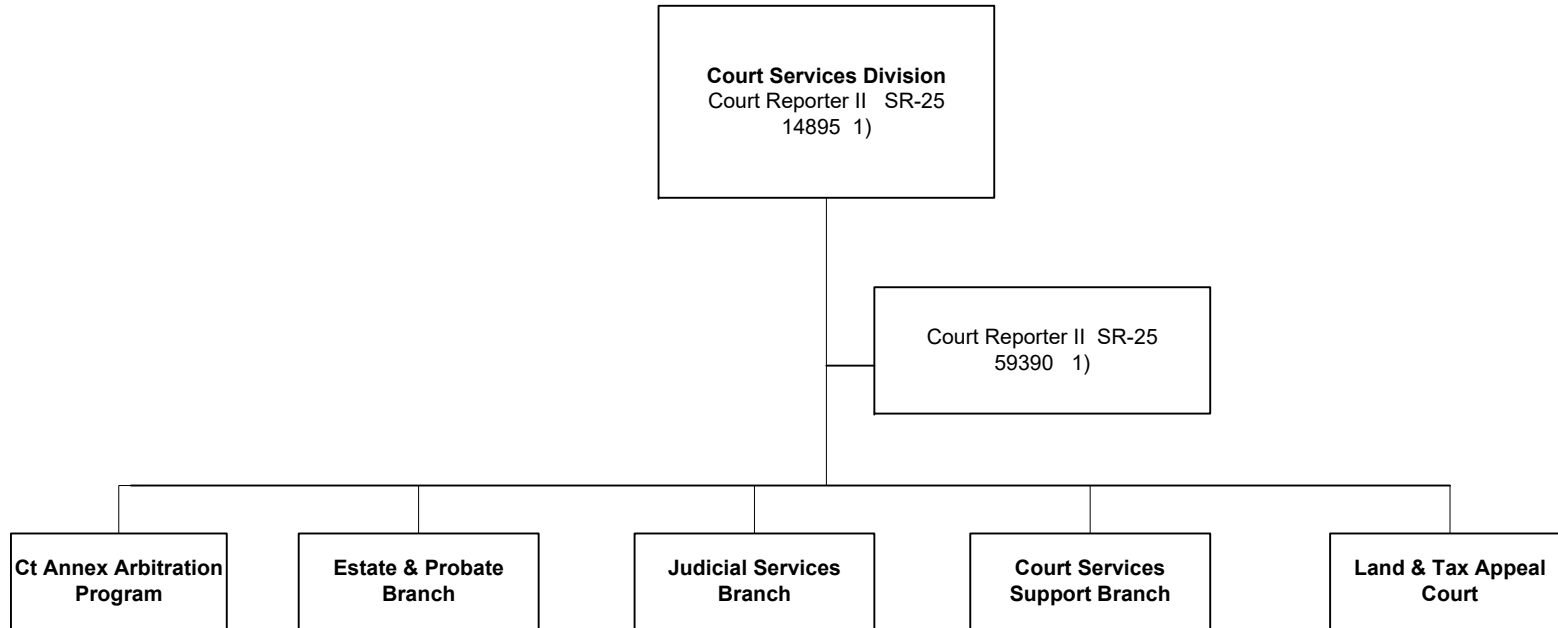 Court Services Division
Court Reporter II SR-25
14895 1)
Court Reporter II SR-25
59390 1)
Ct Annex Arbitration
Program
Estate & Probate
Branch
Judicial Services
Branch
Court Services
Support Branch
Land & Tax Appeal
Court